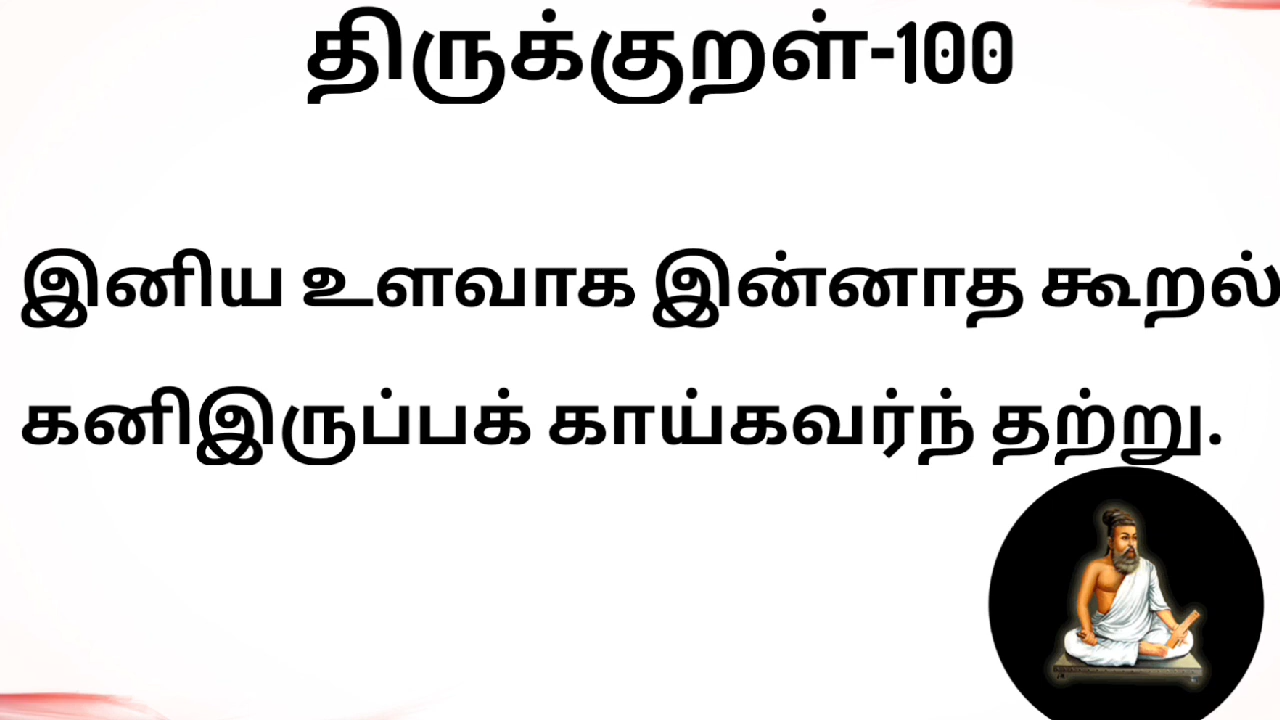 திருக்குறள்-100
இனிய உளவாக இன்னாத கூறல்
கனிஇருப்பக் காய்கவர்ந் தற்று.